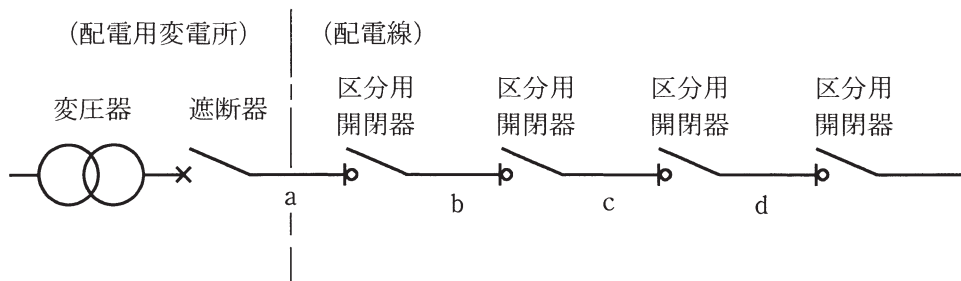 (配電用変電所)
(配電線)
変圧器
遮断器
区分用
開閉器
区分用
開閉器
区分用
開閉器
区分用
開閉器
a
b
c
d